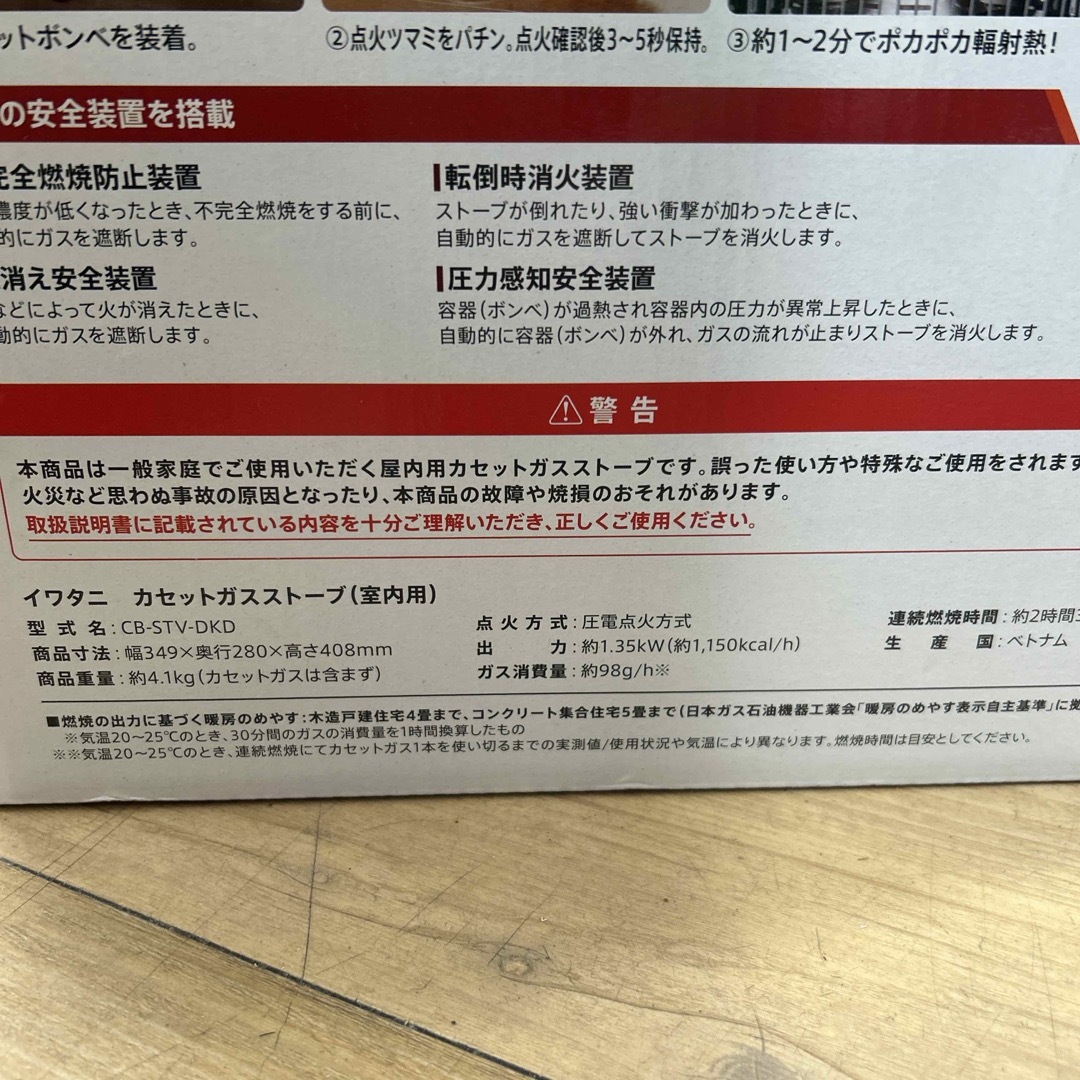 ットボンベを装着。
②点火ツマミをパチン。点火確認後3～5秒保持。
③約1～2分でポカポカ輻射熱!
の安全装置を搭載
完全燃焼防止装置
濃度が低くなったとき、不完全燃焼をする前に、
的にガスを遮断します。
転倒時消火装置
ストーブが倒れたり、強い衝撃が加わったときに、
自動的にガスを遮断してストーブを消火します。
消え安全装置
などによって火が消えたときに、
動的にガスを遮断します。
圧力感知安全装置
容器(ボンベ)が過熱され容器内の圧力が異常上昇したときに、
自動的に容器(ボンベ)が外れ、ガスの流れが止まりストーブを消火します。
⚠警告
本商品は一般家庭でご使用いただく屋内用カセットガスストーブです。誤った使い方や特殊なご使用をされます
火災など思わぬ事故の原因となったり、本商品の故障や焼損のおそれがあります。
取扱説明書に記載されている内容を十分ご理解いただき、正しくご使用ください。
イワタニ カセットガスストーブ(室内用)
型式名:CB-STV-DKD
商品寸法:幅349×奥行280×高さ408mm
商品重量:約4.1kg(カセットガスは含まず)
点火方式:圧電点火方式
出力:約1.35kW(約1,150kcal/h)
ガス消費量:約98g/h※
連続燃焼時間:約2時間3
生産国:ベトナム
■燃焼の出力に基づく暖房のめやす:木造戸建住宅4畳まで、コンクリート集合住宅5畳まで(日本ガス石油機器工業会「暖房のめやす表示自主基準」に拠
※気温20～25℃のとき、30分間のガスの消費量を1時間換算したもの
※※気温20～25℃のとき、連続燃焼にてカセットガス1本を使い切るまでの実測値/使用状況や気温により異なります。燃焼時間は目安としてください。